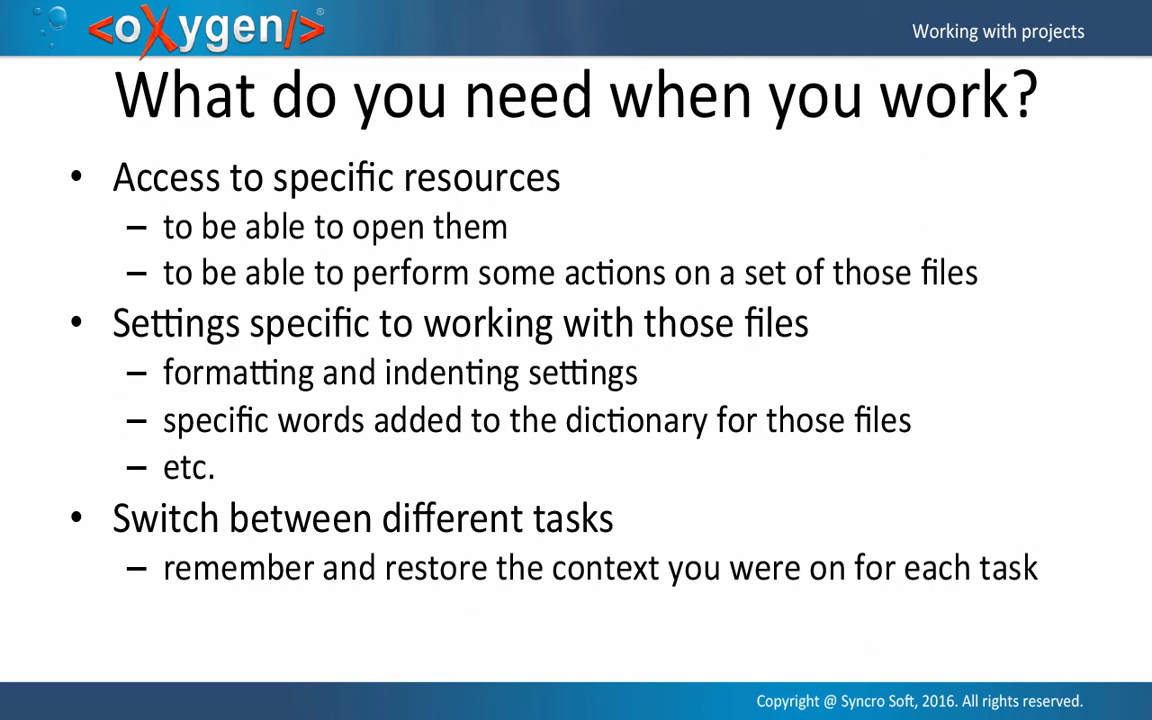 <oXygen/>®
Working with projects
What do you need when you work?
• Access to specific resources
– to be able to open them
– to be able to perform some actions on a set of those files
• Settings specific to working with those files
– formatting and indenting settings
– specific words added to the dictionary for those files
– etc.
• Switch between different tasks
– remember and restore the context you were on for each task
Copyright @ Syncro Soft, 2016. All rights reserved.